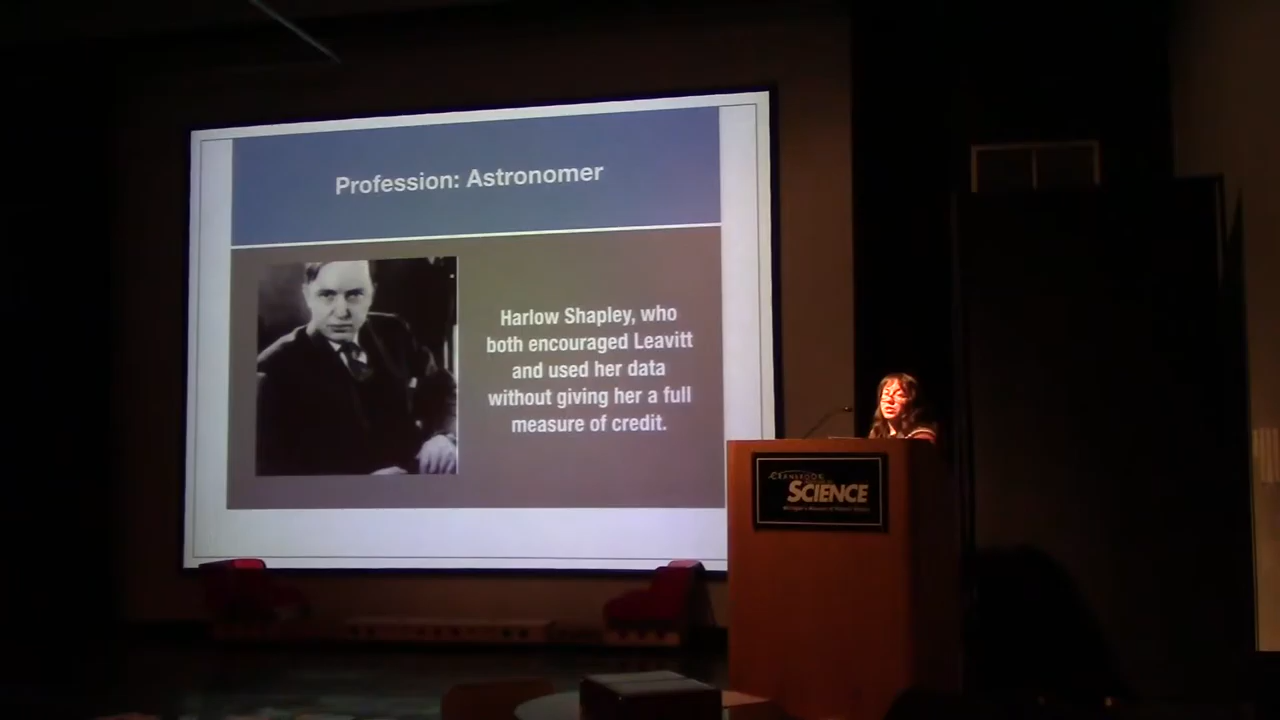 Profession: Astronomer
Harlow Shapley, who
both encouraged Leavitt
and used her data
without giving her a full
measure of credit.
CRANBROOK
SCIENCE